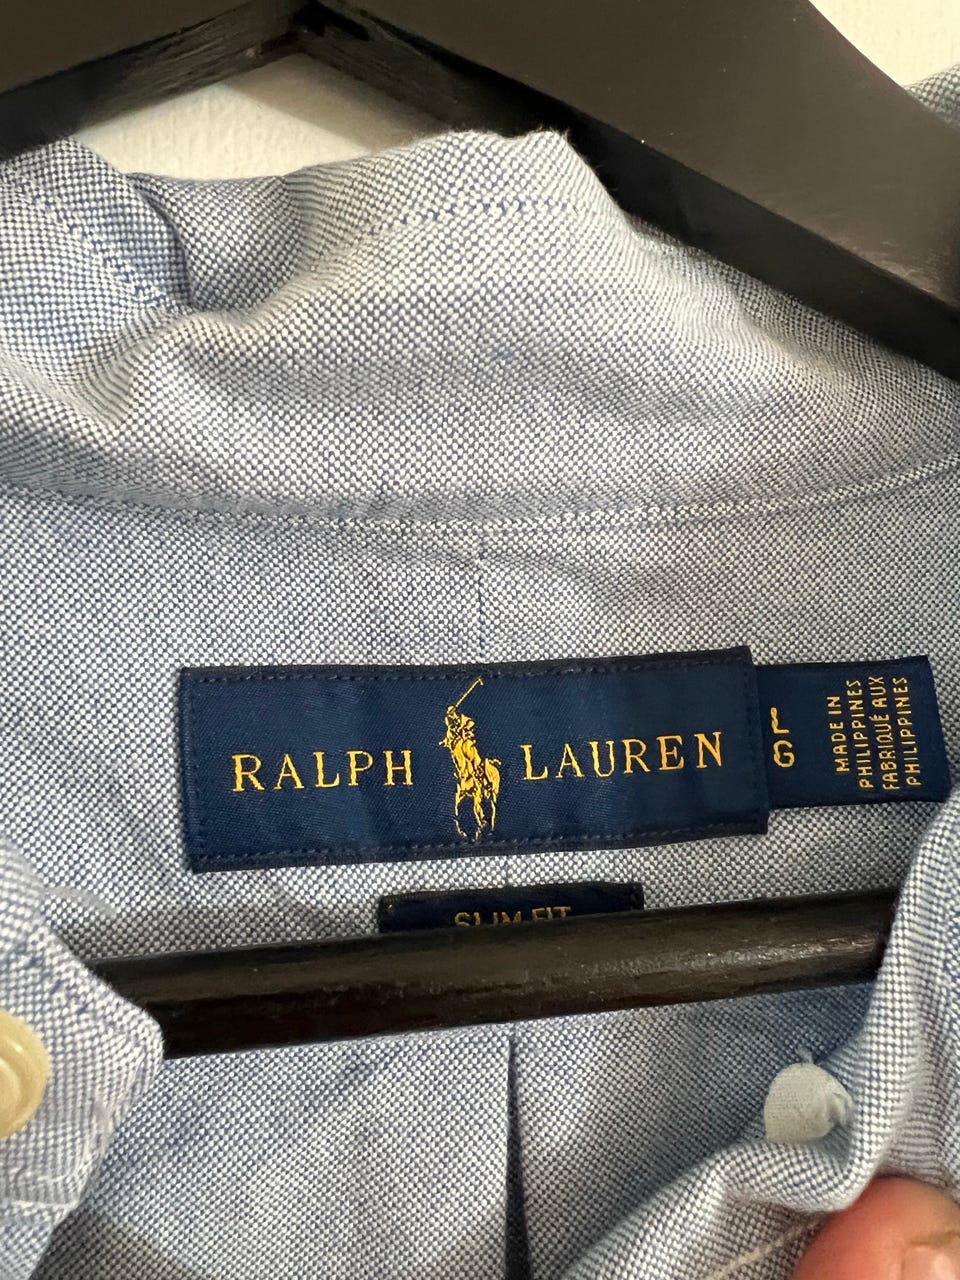 RALPH LAUREN
L
G
MADE IN
PHILIPPINES
FABRIQUÉ AUX
PHILIPPINES
SLIM FIT